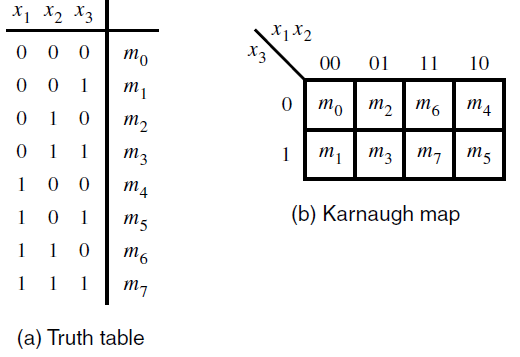 x1 x2 x3
0 0 0 m0
0 0 1 m1
0 1 0 m2
0 1 1 m3
1 0 0 m4
1 0 1 m5
1 1 0 m6
1 1 1 m7
(a) Truth table
x1x2
x3
00 01 11 10
0 m0 m2 m6 m4
1 m1 m3 m7 m5
(b) Karnaugh map